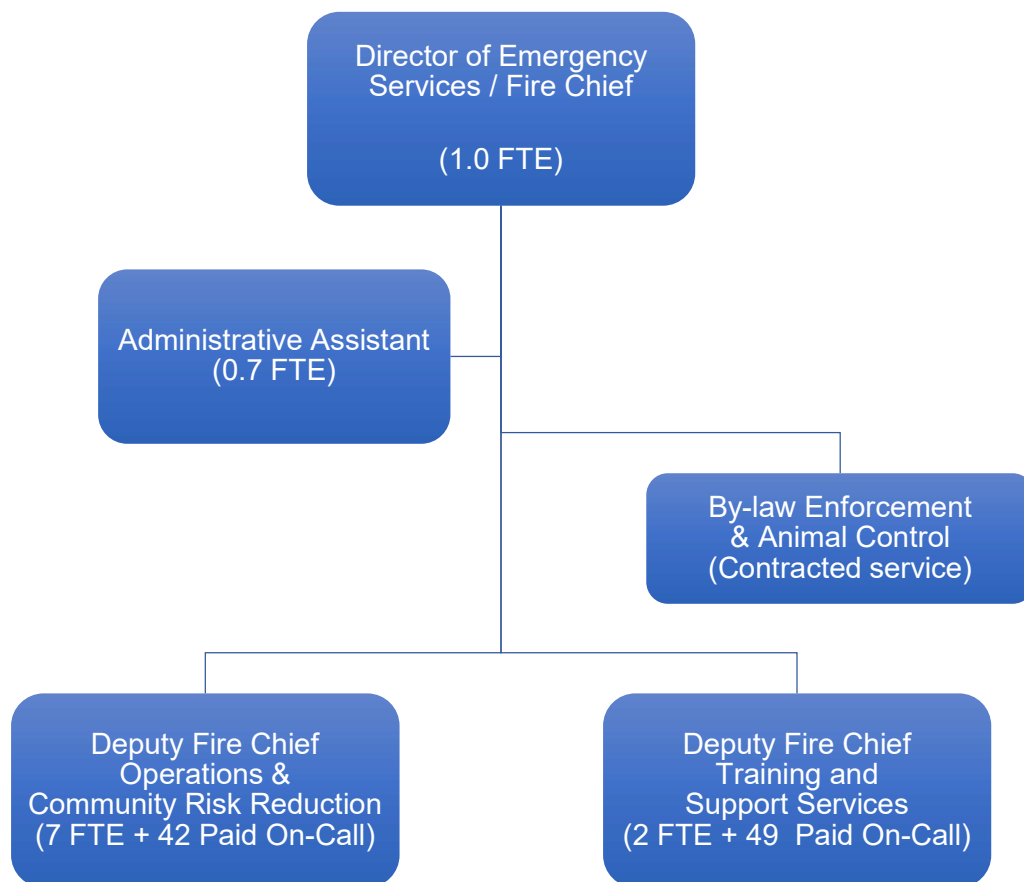 Director of Emergency
Services / Fire Chief
(1.0 FTE)
Administrative Assistant
(0.7 FTE)
By-law Enforcement
& Animal Control
(Contracted service)
Deputy Fire Chief
Operations &
Community Risk Reduction
(7 FTE + 42 Paid On-Call)
Deputy Fire Chief
Training and
Support Services
(2 FTE + 49 Paid On-Call)